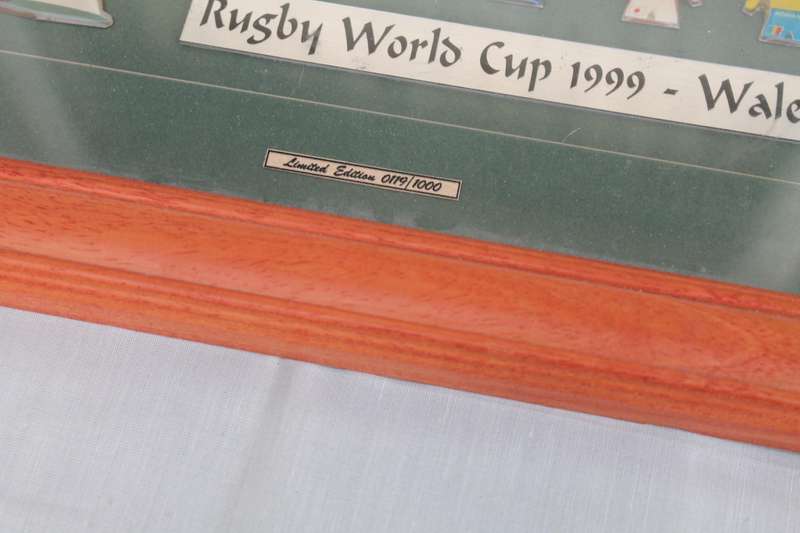 Rugby World Cup 1999 - Wale
Limited Edition 0119/1000